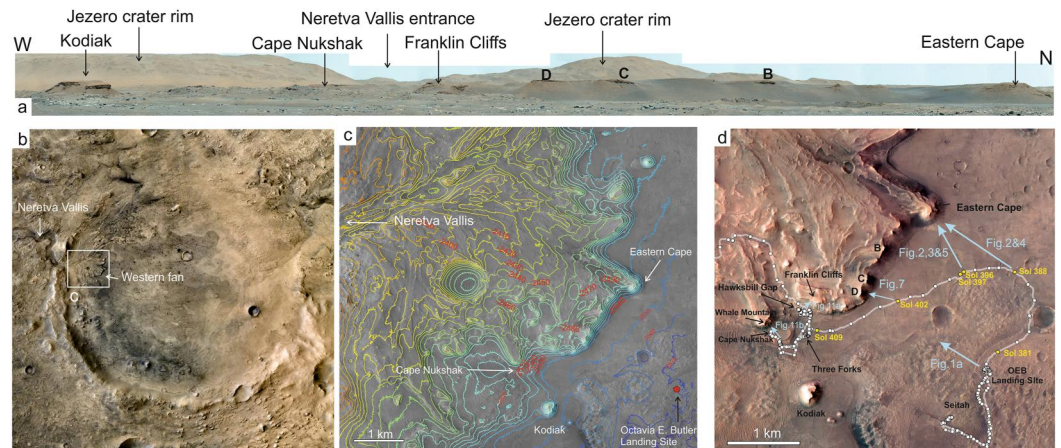 Jezero crater rim
Neretva Vallis entrance
Jezero crater rim
W
Kodiak
Cape Nukshak
Franklin Cliffs
Eastern Cape
N
D
C
B
a
b
Neretva Vallis
Western fan
c
Neretva Vallis
Eastern Cape
Cape Nukshak
Kodiak
Octavia E. Butler
Landing Site
1 km
d
Eastern Cape
Fig.2,3&5
Fig.2&4
B
C
D
Franklin Cliffs
Hawksbill Gap
Fig.7
Sol 396
Sol 397
Sol 388
Sol 402
Whale Mountain
Fig.11b
Cape Nukshak
Sol 409
Sol 381
Fig.1a
OEB
Landing Site
Three Forks
Seitah
Kodiak
1 km